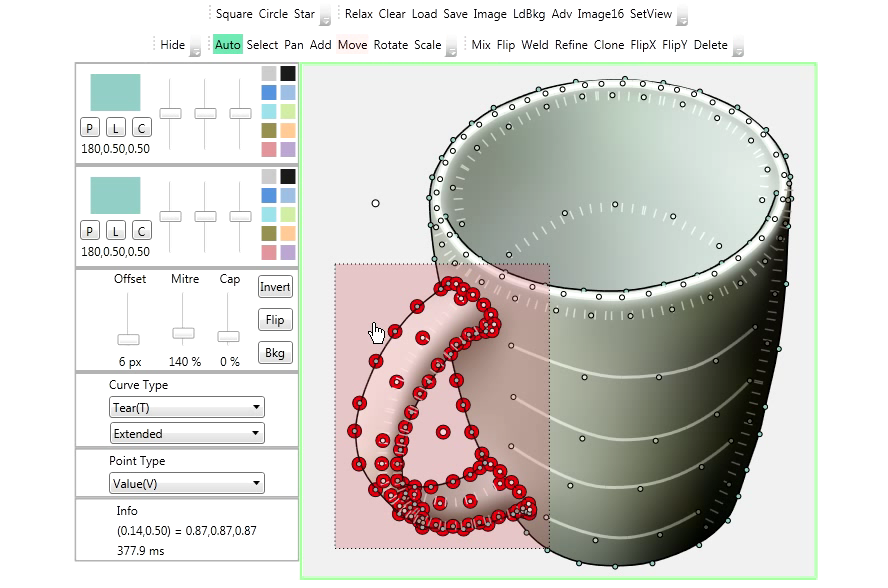 Square Circle Star Relax Clear Load Save Image LdBkg Adv Image16 SetView
Hide Auto Select Pan Add Move Rotate Scale Mix Flip Weld Refine Clone FlipX FlipY Delete
P L C
180,0.50,0.50
P L C
180,0.50,0.50
Offset Mitre Cap
Invert
Flip
Bkg
6 px 140 % 0 %
Curve Type
Tear(T)
Extended
Point Type
Value(V)
Info
(0.14,0.50) = 0.87,0.87,0.87
377.9 ms